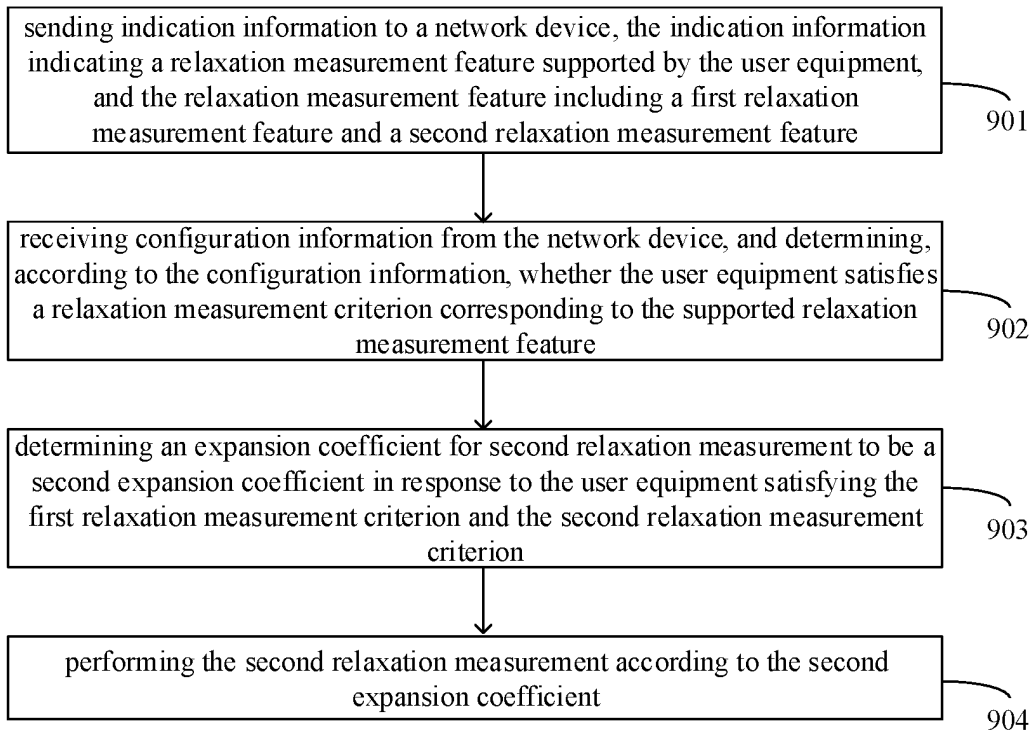 sending indication information to a network device, the indication information
indicating a relaxation measurement feature supported by the user equipment,
and the relaxation measurement feature including a first relaxation
measurement feature and a second relaxation measurement feature
901
receiving configuration information from the network device, and determining,
according to the configuration information, whether the user equipment satisfies
a relaxation measurement criterion corresponding to the supported relaxation
measurement feature
902
determining an expansion coefficient for second relaxation measurement to be a
second expansion coefficient in response to the user equipment satisfying the
first relaxation measurement criterion and the second relaxation measurement
criterion
903
performing the second relaxation measurement according to the second
expansion coefficient
904